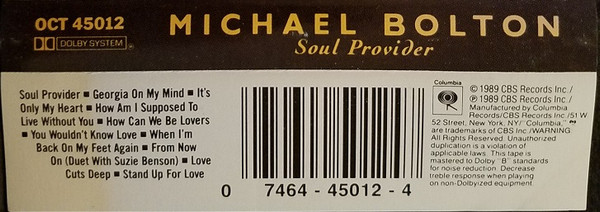 OCT 45012
DOLBY SYSTEM
MICHAEL BOLTON
Soul Provider
Soul Provider ■ Georgia On My Mind ■ It's
Only My Heart ■ How Am I Supposed To
Live Without You ■ How Can We Be Lovers
■ You Wouldn't Know Love ■ When I'm
Back On My Feet Again ■ From Now
On (Duet With Suzie Benson) ■ Love
Cuts Deep ■ Stand Up For Love
0 7464 - 45012 - 4
Columbia
© 1989 CBS Records Inc./
℗ 1989 CBS Records Inc./
Manufactured by Columbia
Records/CBS Inc./51 W.
52 Street, New York, NY/"Columbia,"
are trademarks of CBS Inc./WARNING:
All Rights Reserved. Unauthorized
duplication is a violation of
applicable laws. This tape is
mastered to Dolby "B" standards
for noise reduction. Decrease
treble response when playing
on non-Dolbyized equipment.